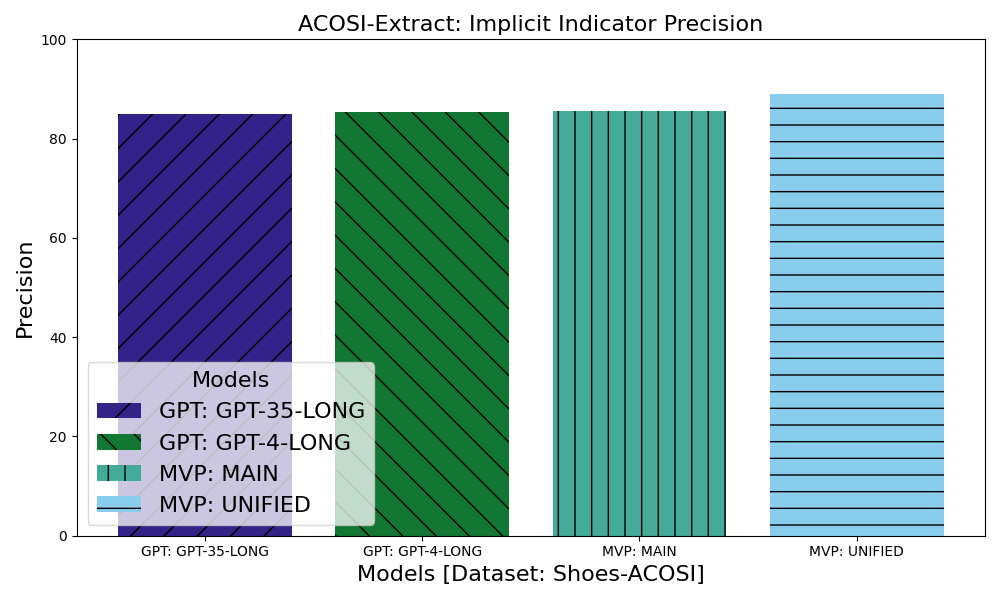 ACOSI-Extract: Implicit Indicator Precision
100
80
60
40
20
0
Precision
Models
GPT: GPT-35-LONG
GPT: GPT-4-LONG
MVP: MAIN
MVP: UNIFIED
GPT: GPT-35-LONG
GPT: GPT-4-LONG
MVP: MAIN
MVP: UNIFIED
Models [Dataset: Shoes-ACOSI]